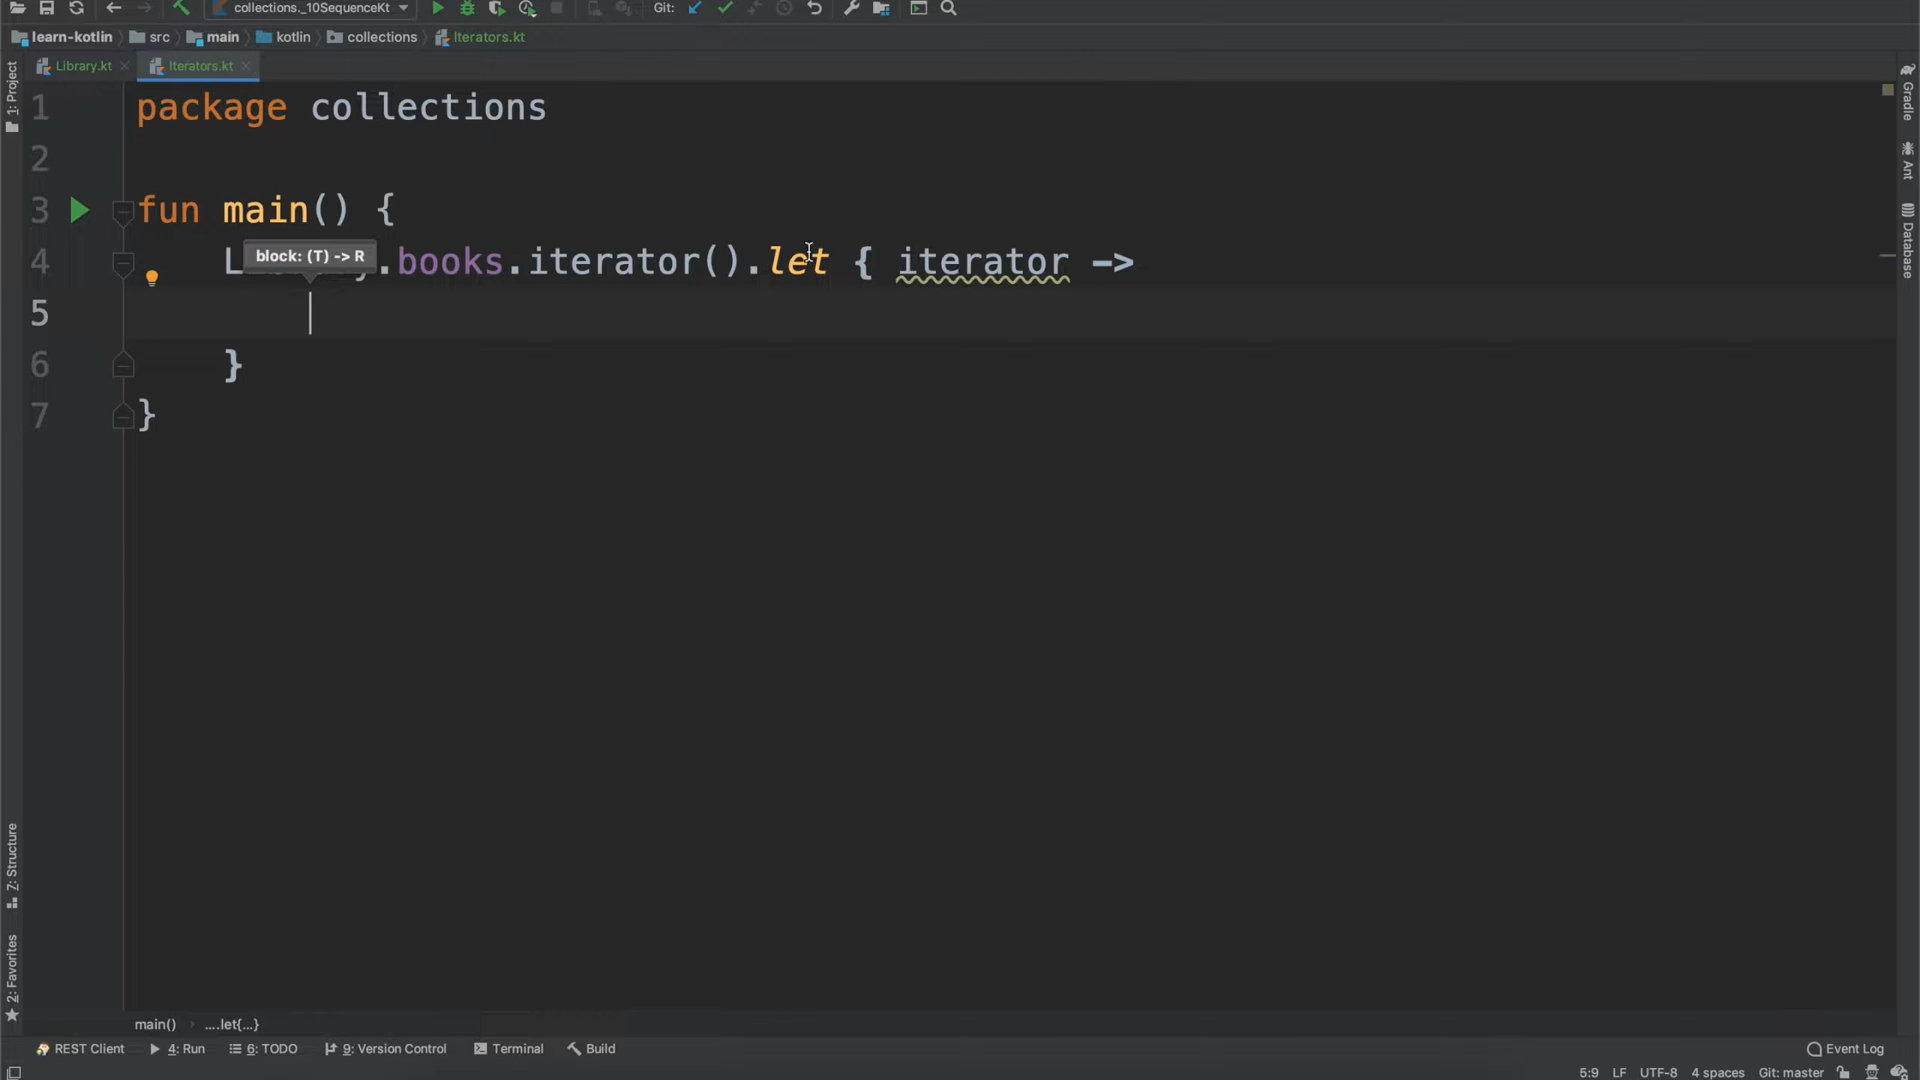 collections._10SequenceKt Git:
learn-kotlin src main kotlin collections Iterators.kt
Library.kt Iterators.kt
1: Project
Gradle
Ant
Database
1 package collections
2
3 fun main() {
4 .books.iterator().let { iterator ->
block: (T) -> R
5
6 }
7 }
7: Structure
2: Favorites
main() ....let{...}
REST Client 4: Run 6: TODO 9: Version Control Terminal Build Event Log
5:9 LF UTF-8 4 spaces Git: master